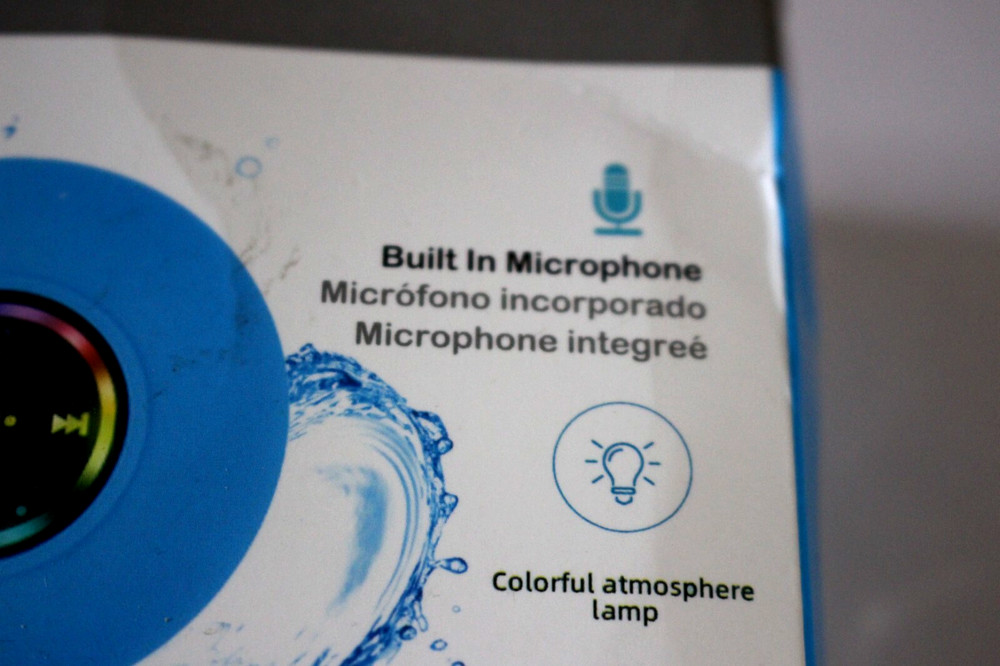 Built In Microphone
Micrófono incorporado
Microphone integreé
Colorful atmosphere
lamp